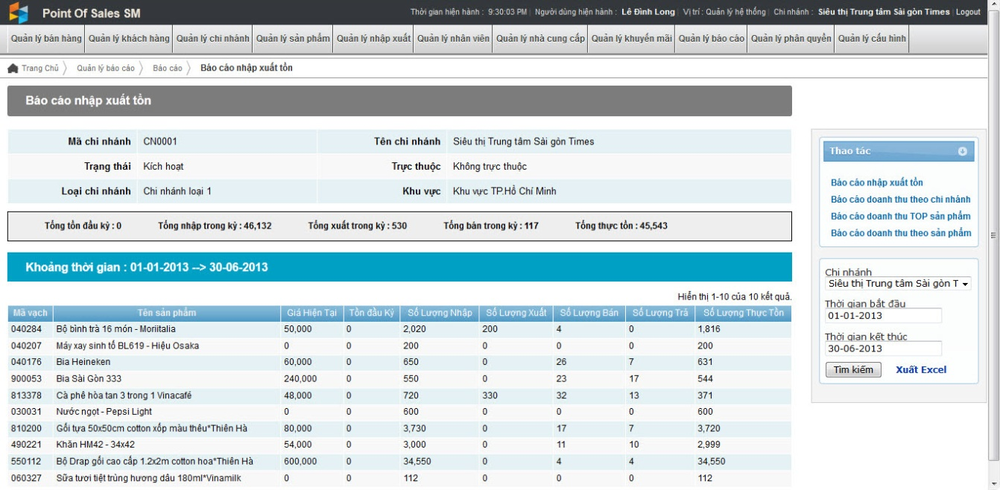 Point Of Sales SM
Thời gian hiện hành : 9:30:03 PM | Người dùng hiện hành : Lê Đình Long | Vị trí : Quản lý hệ thống | Chi nhánh : Siêu thị Trung tâm Sài gòn Times | Logout
Quản lý bán hàng Quản lý khách hàng Quản lý chi nhánh Quản lý sản phẩm Quản lý nhập xuất Quản lý nhân viên Quản lý nhà cung cấp Quản lý khuyến mãi Quản lý báo cáo Quản lý phân quyền Quản lý cấu hình
Trang Chủ Quản lý báo cáo Báo cáo Báo cáo nhập xuất tồn
Báo cáo nhập xuất tồn
Mã chi nhánh CN0001 Tên chi nhánh Siêu thị Trung tâm Sài gòn Times
Trạng thái Kích hoạt Trực thuộc Không trực thuộc
Loại chi nhánh Chi nhánh loại 1 Khu vực Khu vực TP.Hồ Chí Minh
Tổng tồn đầu kỳ : 0 Tổng nhập trong kỳ : 46,132 Tổng xuất trong kỳ : 530 Tổng bán trong kỳ : 117 Tổng thực tồn : 45,543
Khoảng thời gian : 01-01-2013 --> 30-06-2013
Hiển thị 1-10 của 10 kết quả.
Mã vạch Tên sản phẩm Giá Hiện Tại Tồn đầu Kỳ Số Lượng Nhập Số Lượng Xuất Số Lượng Bán Số Lượng Trả Số Lượng Thực Tồn
040284 Bộ bình trà 16 món - Moriitalia 50,000 0 2,020 200 4 0 1,816
040207 Máy xay sinh tố BL619 - Hiệu Osaka 0 0 200 0 0 0 200
040176 Bia Heineken 60,000 0 650 0 26 7 631
900053 Bia Sài Gòn 333 240,000 0 550 0 23 17 544
813378 Cà phê hòa tan 3 trong 1 Vinacafé 48,000 0 720 330 32 13 371
030031 Nước ngọt - Pepsi Light 0 0 600 0 0 0 600
810200 Gối tựa 50x50cm cotton xốp màu thêu*Thiên Hà 80,000 0 3,730 0 17 7 3,720
490221 Khăn HM42 - 34x42 54,000 0 3,000 0 11 10 2,999
550112 Bộ Drap gối cao cấp 1.2x2m cotton hoa*Thiên Hà 600,000 0 34,550 0 4 4 34,550
060327 Sữa tươi tiệt trùng hương dâu 180ml*Vinamilk 0 0 112 0 0 0 112
Thao tác
Báo cáo nhập xuất tồn
Báo cáo doanh thu theo chi nhánh
Báo cáo doanh thu TOP sản phẩm
Báo cáo doanh thu theo sản phẩm
Chi nhánh
Siêu thị Trung tâm Sài gòn T
Thời gian bắt đầu
01-01-2013
Thời gian kết thúc
30-06-2013
Tìm kiếm Xuất Excel